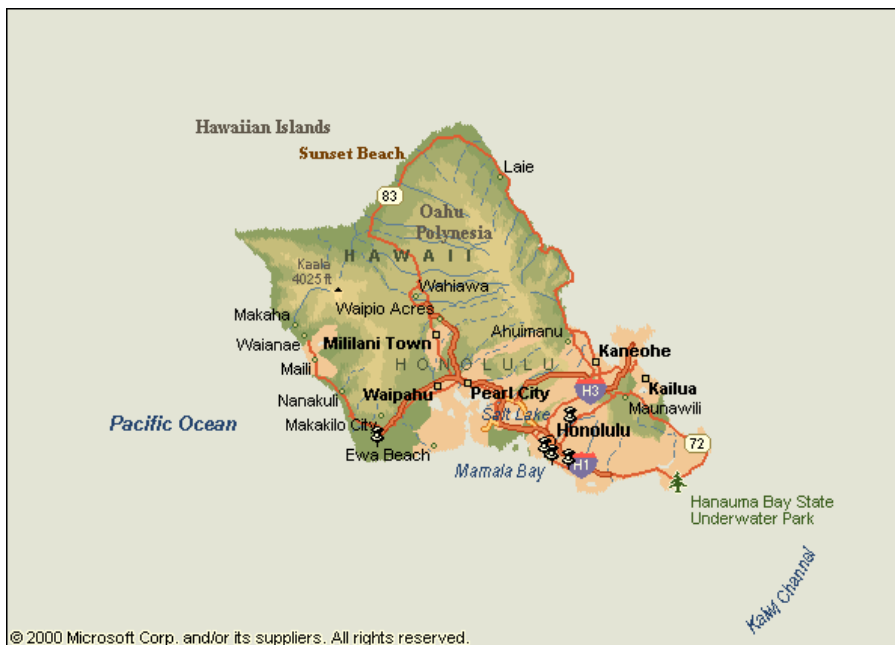 Hawaiian Islands
Sunset Beach
Laie
83
Oahu
Polynesia
HAWAII
Kaala
4025 ft
Wahiawa
Waipio Acres
Makaha
Ahuimanu
Waianae
Mililani Town
Kaneohe
Maili
HONOLULU
Waipahu
Pearl City
H3
Kailua
Nanakuli
Maunawili
Salt Lake
Pacific Ocean
Makakilo City
Honolulu
72
Ewa Beach
Mamala Bay
H1
Hanauma Bay State
Underwater Park
Kaiwi Channel
© 2000 Microsoft Corp. and/or its suppliers. All rights reserved.